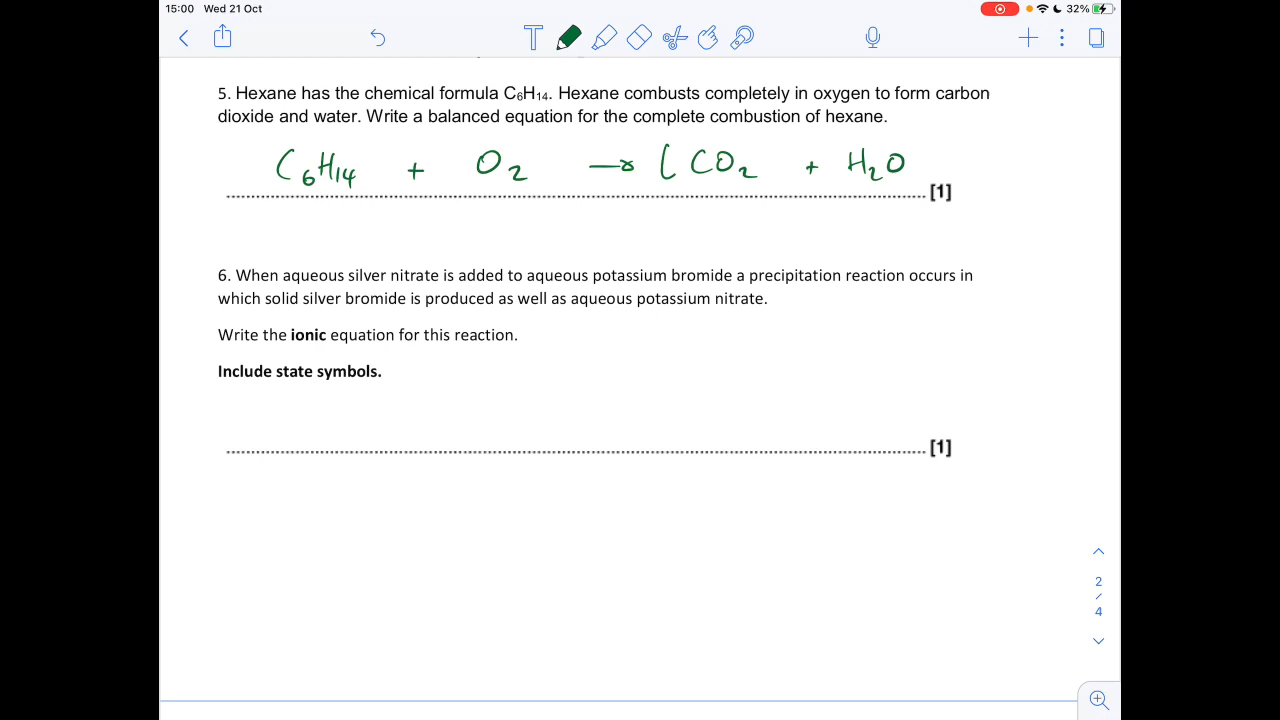 15:00 Wed 21 Oct
32%
T
5. Hexane has the chemical formula C₆H₁₄. Hexane combusts completely in oxygen to form carbon
dioxide and water. Write a balanced equation for the complete combustion of hexane.
C₆H₁₄ + O₂ → ( CO₂ + H₂O
[1]
6. When aqueous silver nitrate is added to aqueous potassium bromide a precipitation reaction occurs in
which solid silver bromide is produced as well as aqueous potassium nitrate.
Write the ionic equation for this reaction.
Include state symbols.
[1]
2
/
4